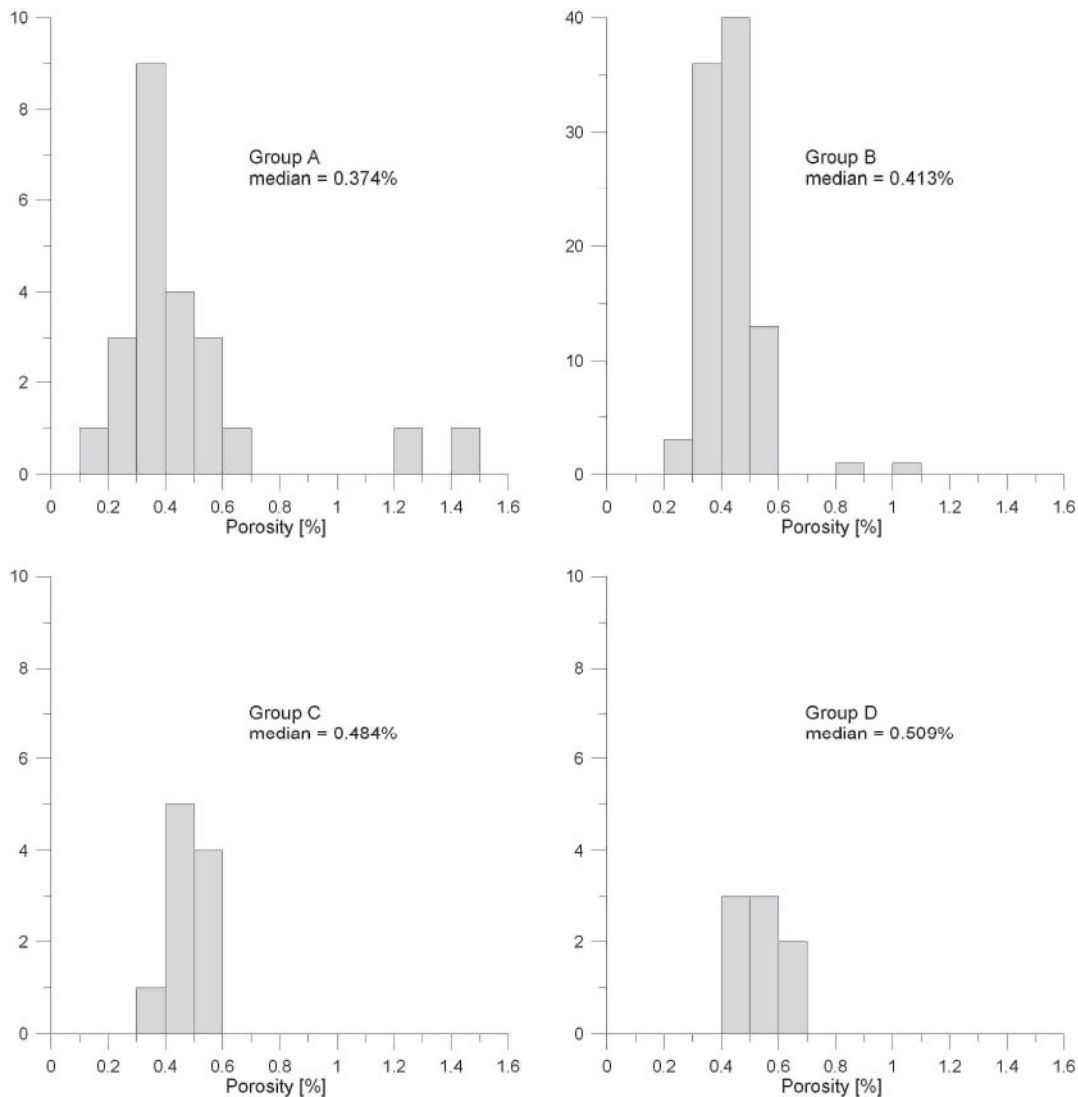 10
8
6
4
2
0
Group A
median = 0.374%
0 0.2 0.4 0.6 0.8 1 1.2 1.4 1.6
Porosity [%]
40
30
20
10
0
Group B
median = 0.413%
0 0.2 0.4 0.6 0.8 1 1.2 1.4 1.6
Porosity [%]
10
8
6
4
2
0
Group C
median = 0.484%
0 0.2 0.4 0.6 0.8 1 1.2 1.4 1.6
Porosity [%]
10
8
6
4
2
0
Group D
median = 0.509%
0 0.2 0.4 0.6 0.8 1 1.2 1.4 1.6
Porosity [%]